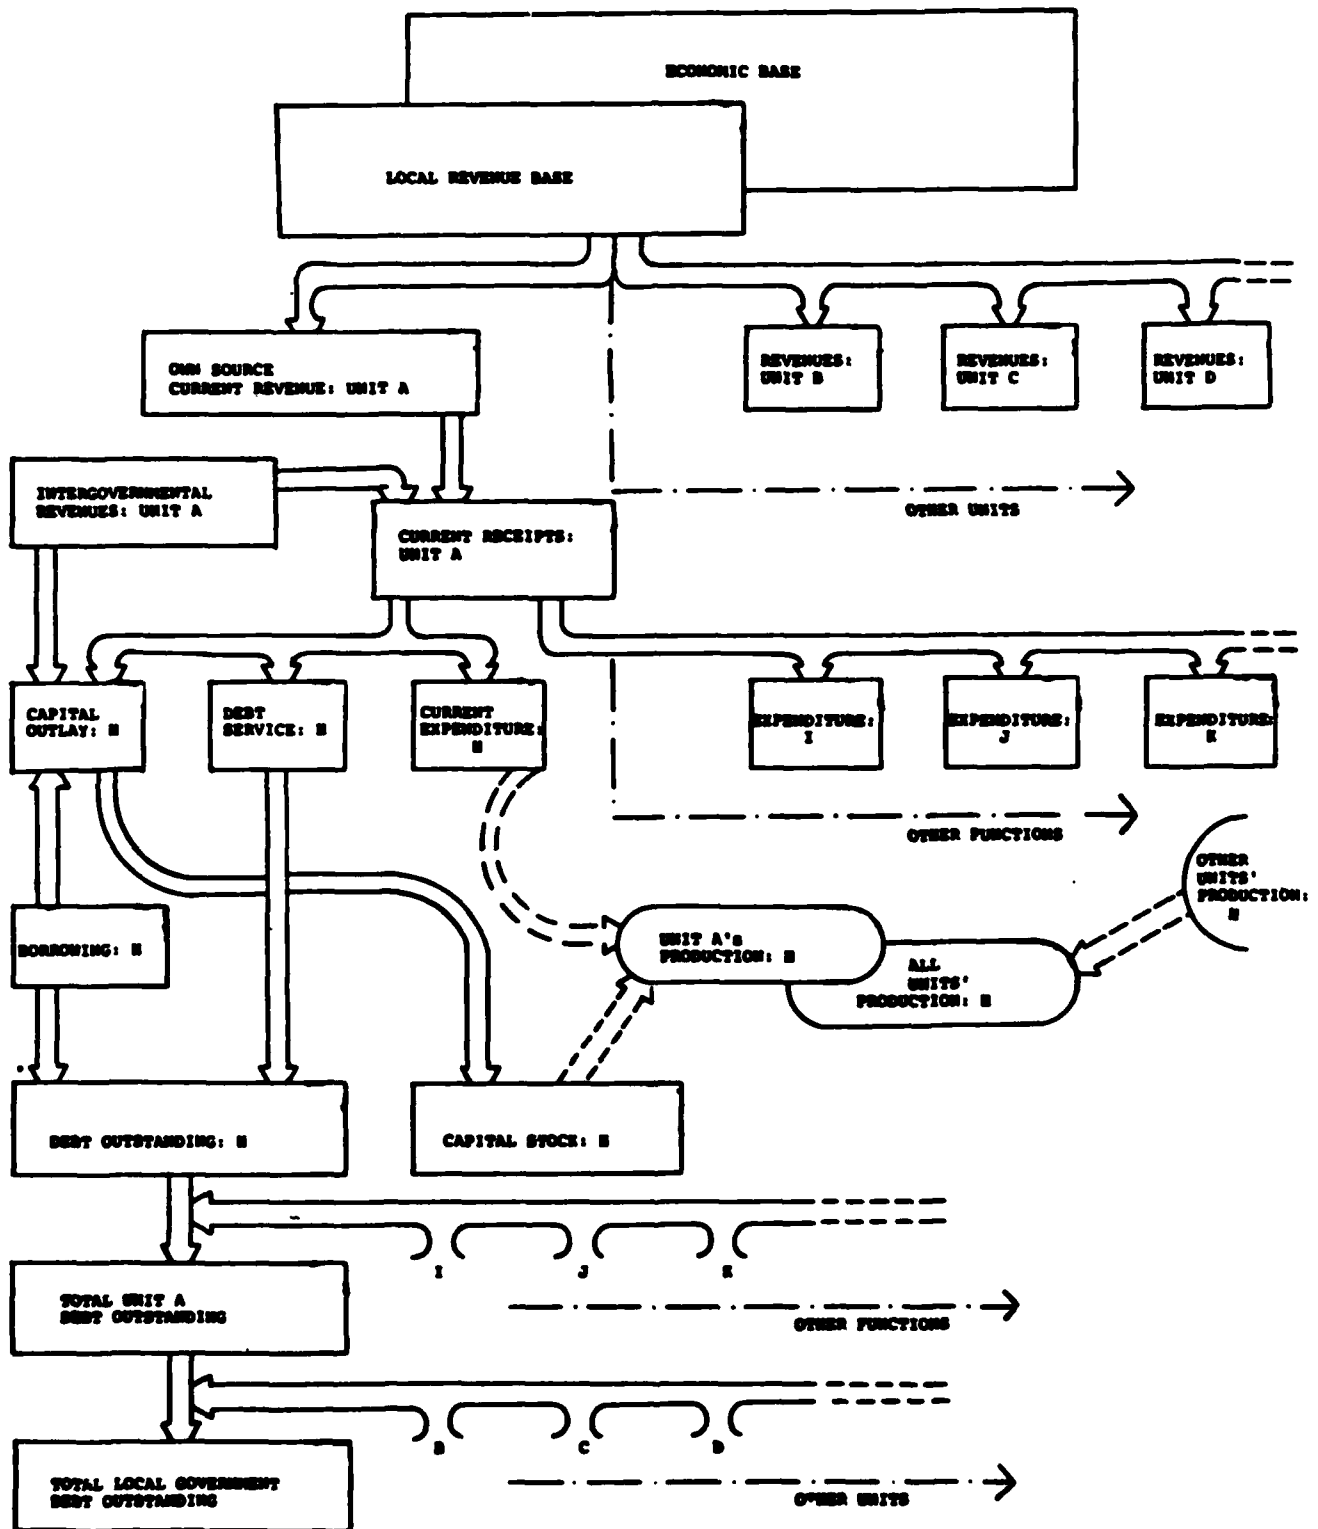 ECONOMIC BASE
LOCAL REVENUE BASE
OWN SOURCE
CURRENT REVENUE: UNIT A
REVENUES:
UNIT B
REVENUES:
UNIT C
REVENUES:
UNIT D
INTERGOVERNMENTAL
REVENUES: UNIT A
OTHER UNITS
CURRENT RECEIPTS:
UNIT A
CAPITAL
OUTLAY: H
DEBT
SERVICE: H
CURRENT
EXPENDITURE:
H
EXPENDITURE:
I
EXPENDITURE:
J
EXPENDITURE:
K
OTHER FUNCTIONS
OTHER
UNITS'
PRODUCTION:
H
BORROWING: H
UNIT A's
PRODUCTION: H
ALL
UNITS'
PRODUCTION: H
DEBT OUTSTANDING: H
CAPITAL STOCK: H
I
J
K
TOTAL UNIT A
DEBT OUTSTANDING
OTHER FUNCTIONS
B
C
D
TOTAL LOCAL GOVERNMENT
DEBT OUTSTANDING
OTHER UNITS